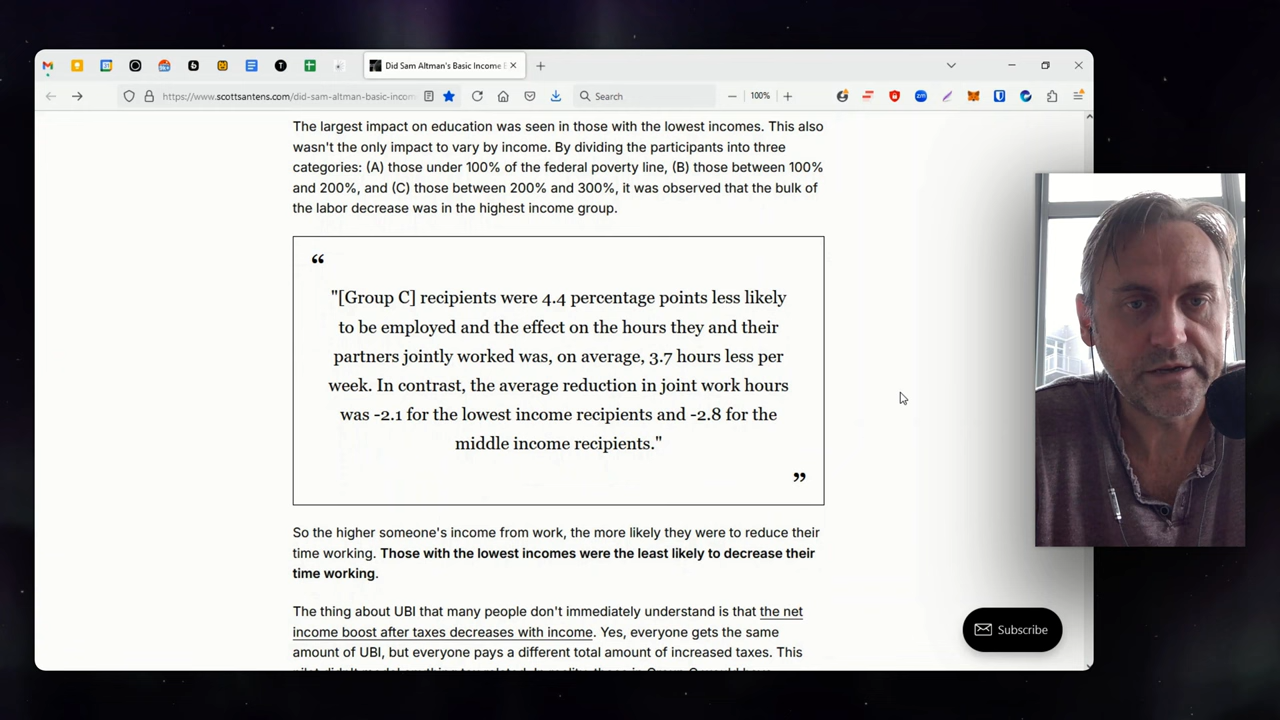 Did Sam Altman's Basic Income E
https://www.scottsantens.com/did-sam-altman-basic-incom
Search
100%
The largest impact on education was seen in those with the lowest incomes. This also
wasn't the only impact to vary by income. By dividing the participants into three
categories: (A) those under 100% of the federal poverty line, (B) those between 100%
and 200%, and (C) those between 200% and 300%, it was observed that the bulk of
the labor decrease was in the highest income group.
“
"[Group C] recipients were 4.4 percentage points less likely
to be employed and the effect on the hours they and their
partners jointly worked was, on average, 3.7 hours less per
week. In contrast, the average reduction in joint work hours
was -2.1 for the lowest income recipients and -2.8 for the
middle income recipients."
”
So the higher someone's income from work, the more likely they were to reduce their
time working. Those with the lowest incomes were the least likely to decrease their
time working.
The thing about UBI that many people don't immediately understand is that the net
income boost after taxes decreases with income. Yes, everyone gets the same
amount of UBI, but everyone pays a different total amount of increased taxes. This
Subscribe